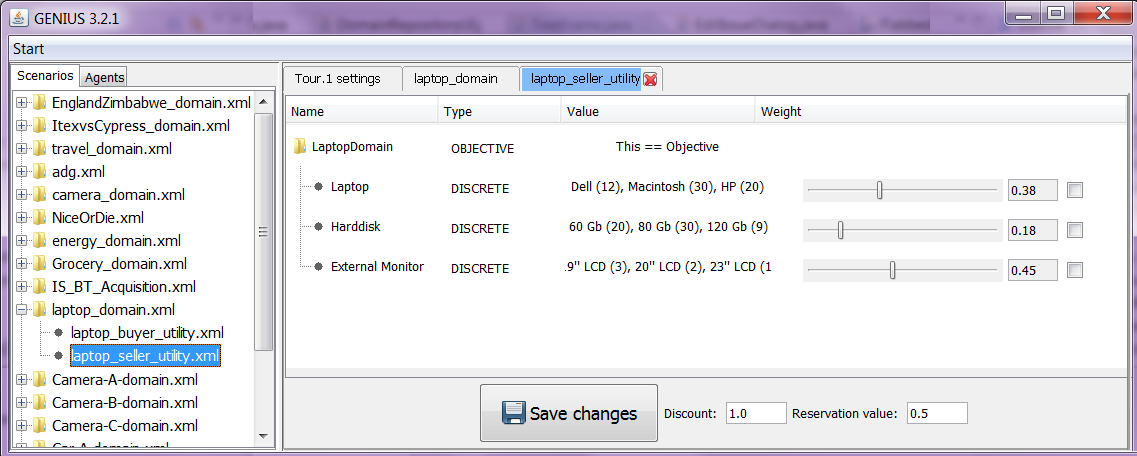 GENIUS 3.2.1
Start
Scenarios Agents
EnglandZimbabwe_domain.xml
ItexvsCypress_domain.xml
travel_domain.xml
adg.xml
camera_domain.xml
NiceOrDie.xml
energy_domain.xml
Grocery_domain.xml
IS_BT_Acquisition.xml
laptop_domain.xml
laptop_buyer_utility.xml
laptop_seller_utility.xml
Camera-A-domain.xml
Camera-B-domain.xml
Camera-C-domain.xml
Tour.1 settings laptop_domain laptop_seller_utility
Name Type Value Weight
LaptopDomain OBJECTIVE This == Objective
Laptop DISCRETE Dell (12), Macintosh (30), HP (20) 0.38
Harddisk DISCRETE 60 Gb (20), 80 Gb (30), 120 Gb (9) 0.18
External Monitor DISCRETE .9" LCD (3), 20" LCD (2), 23" LCD (1 0.45
Save changes Discount: 1.0 Reservation value: 0.5